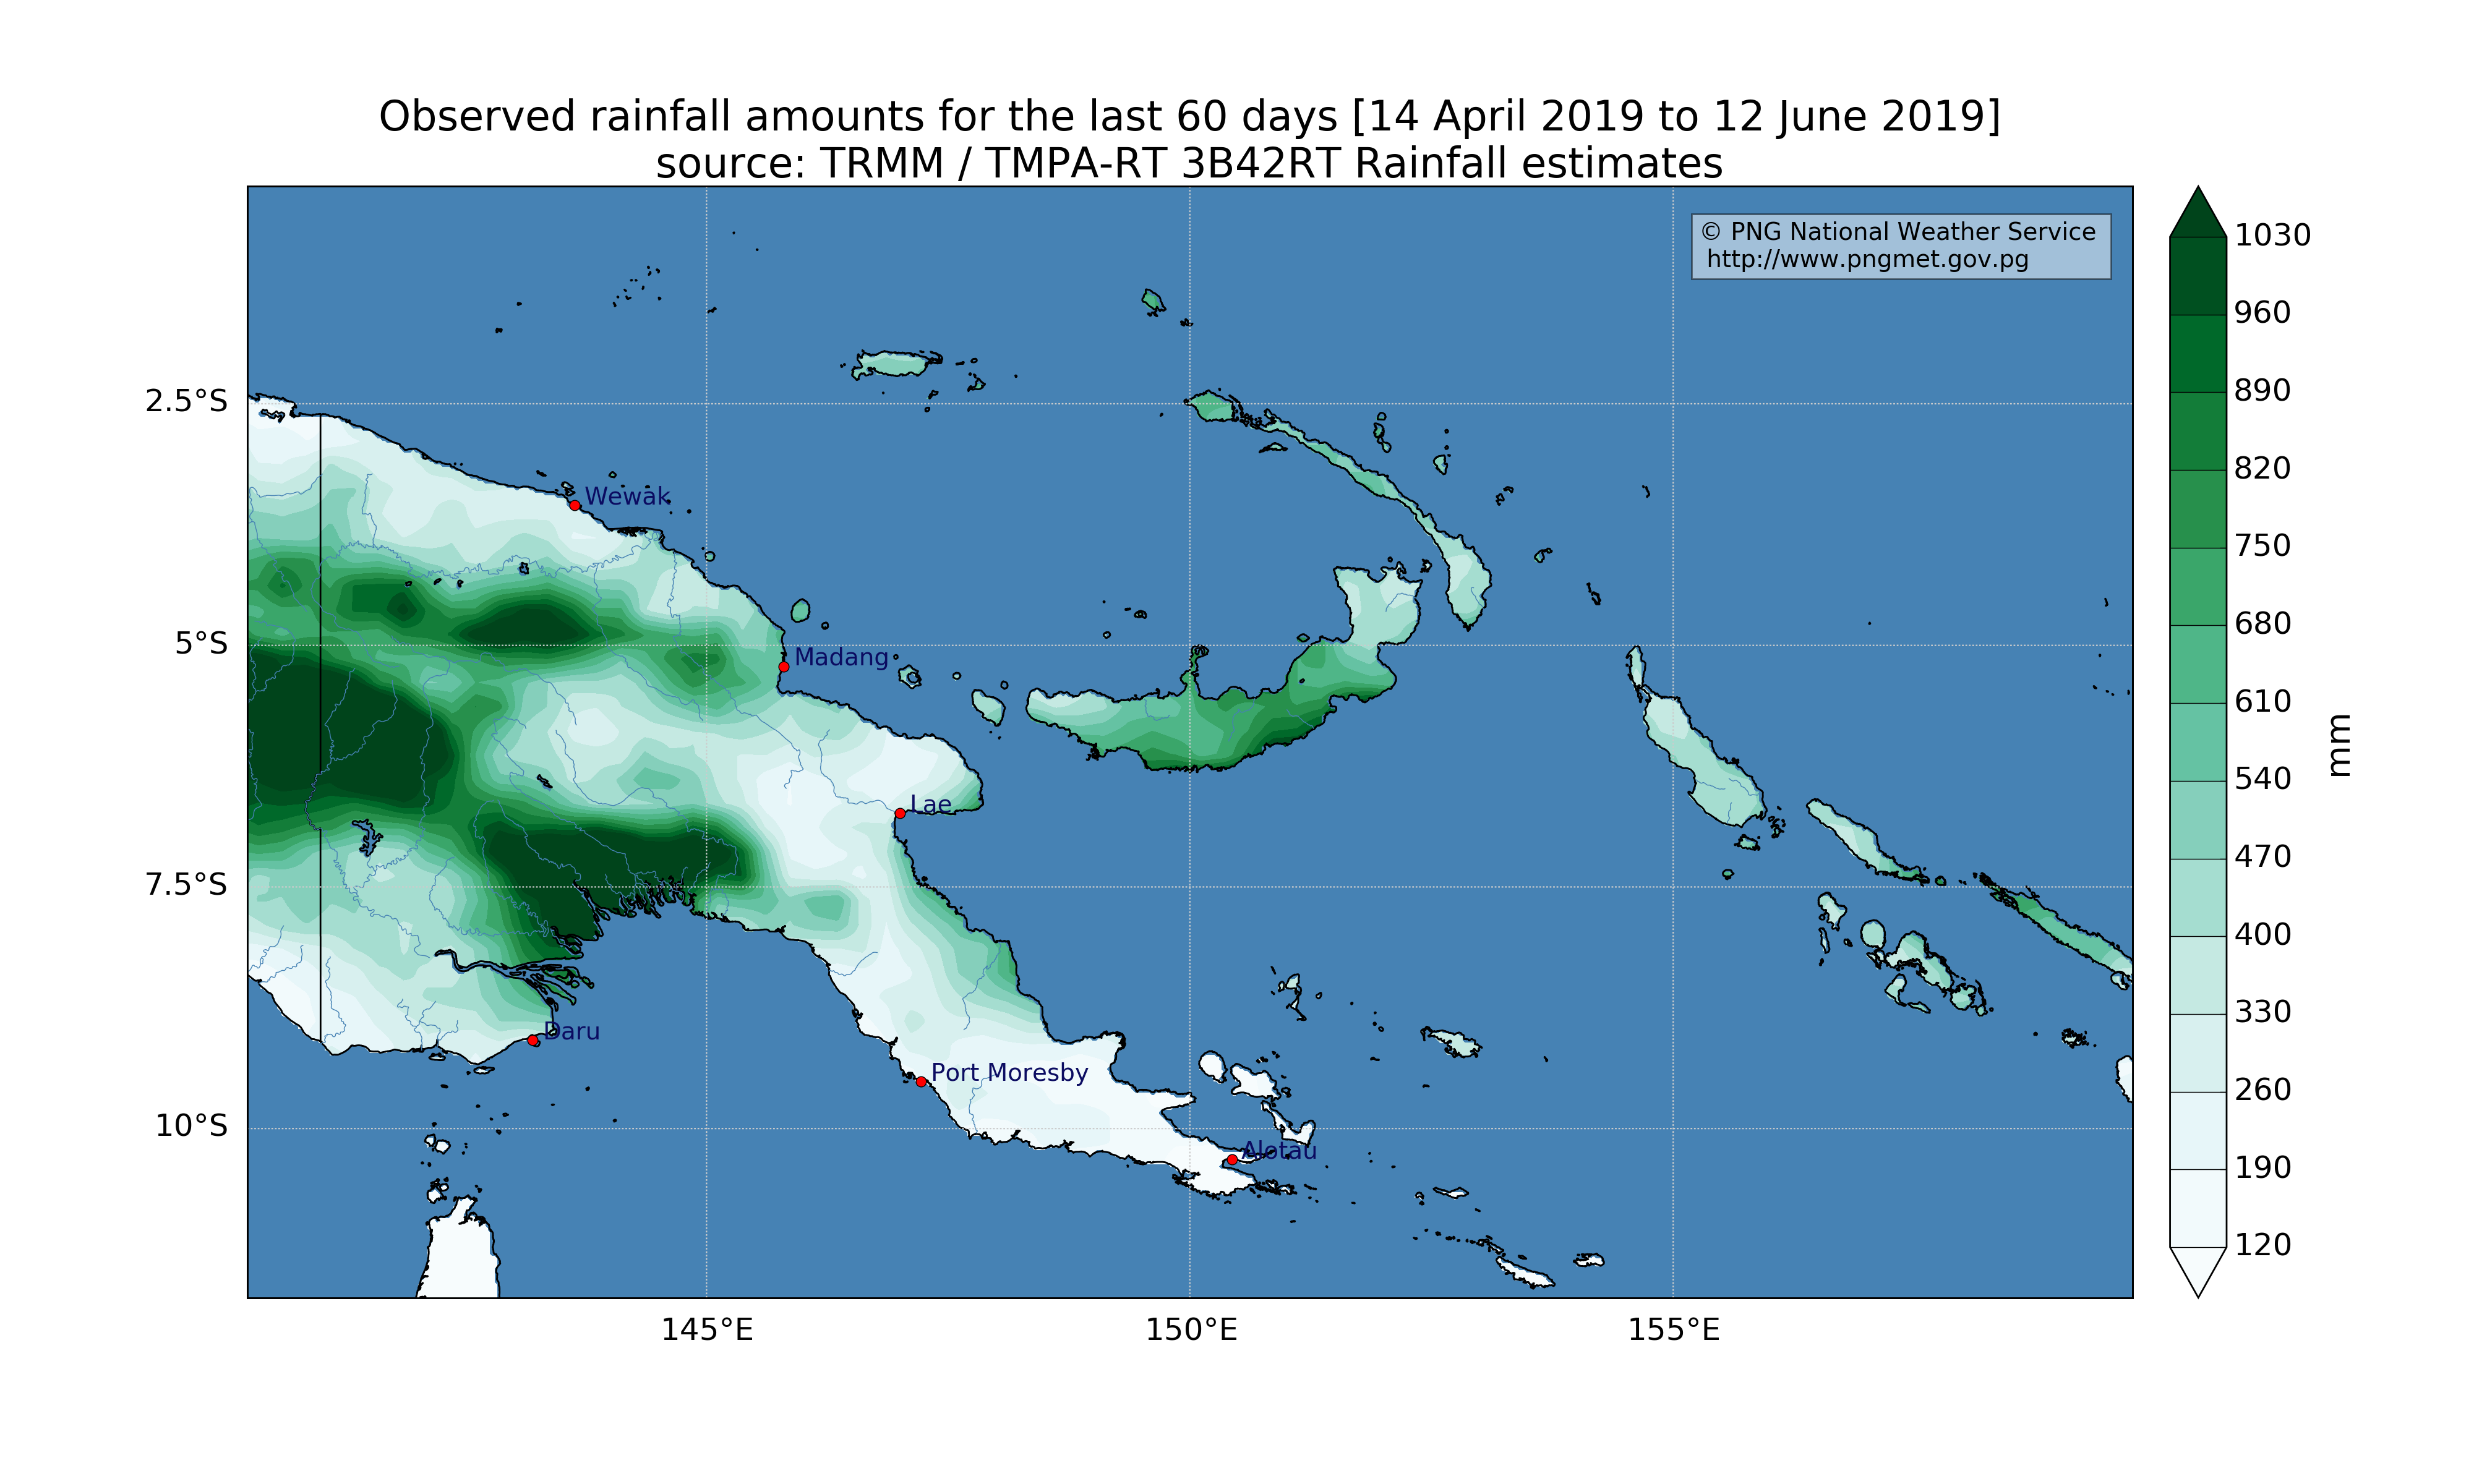 Observed rainfall amounts for the last 60 days [14 April 2019 to 12 June 2019]
source: TRMM / TMPA-RT 3B42RT Rainfall estimates
© PNG National Weather Service
http://www.pngmet.gov.pg
1030
960
890
820
750
680
610
540
470
400
330
260
190
120
mm
2.5°S
5°S
7.5°S
10°S
Wewak
Madang
Lae
Daru
Port Moresby
Alotau
145°E
150°E
155°E